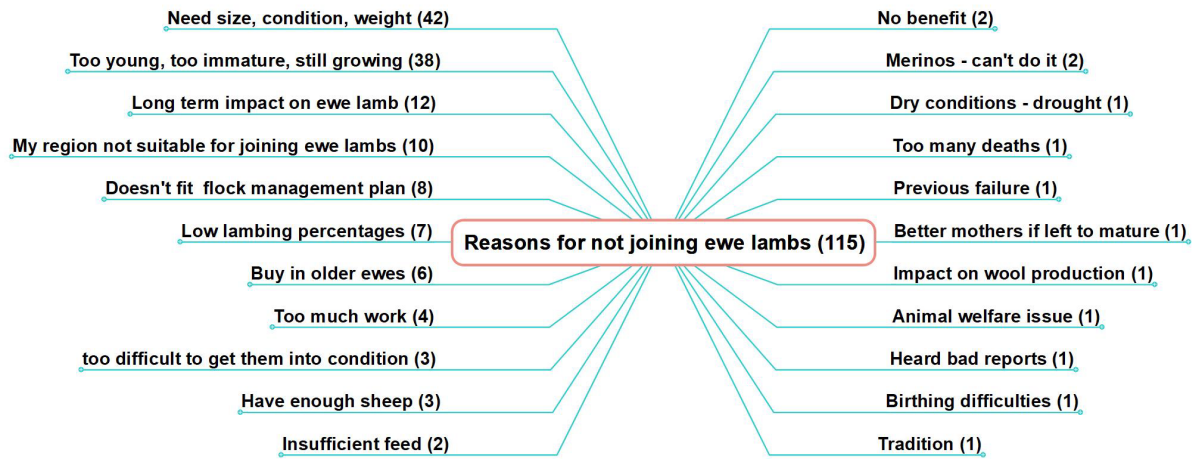 Need size, condition, weight (42)
Too young, too immature, still growing (38)
Long term impact on ewe lamb (12)
My region not suitable for joining ewe lambs (10)
Doesn't fit  flock management plan (8)
Low lambing percentages (7)
Buy in older ewes (6)
Too much work (4)
too difficult to get them into condition (3)
Have enough sheep (3)
Insufficient feed (2)
Reasons for not joining ewe lambs (115)
No benefit (2)
Merinos - can't do it (2)
Dry conditions - drought (1)
Too many deaths (1)
Previous failure (1)
Better mothers if left to mature (1)
Impact on wool production (1)
Animal welfare issue (1)
Heard bad reports (1)
Birthing difficulties (1)
Tradition (1)